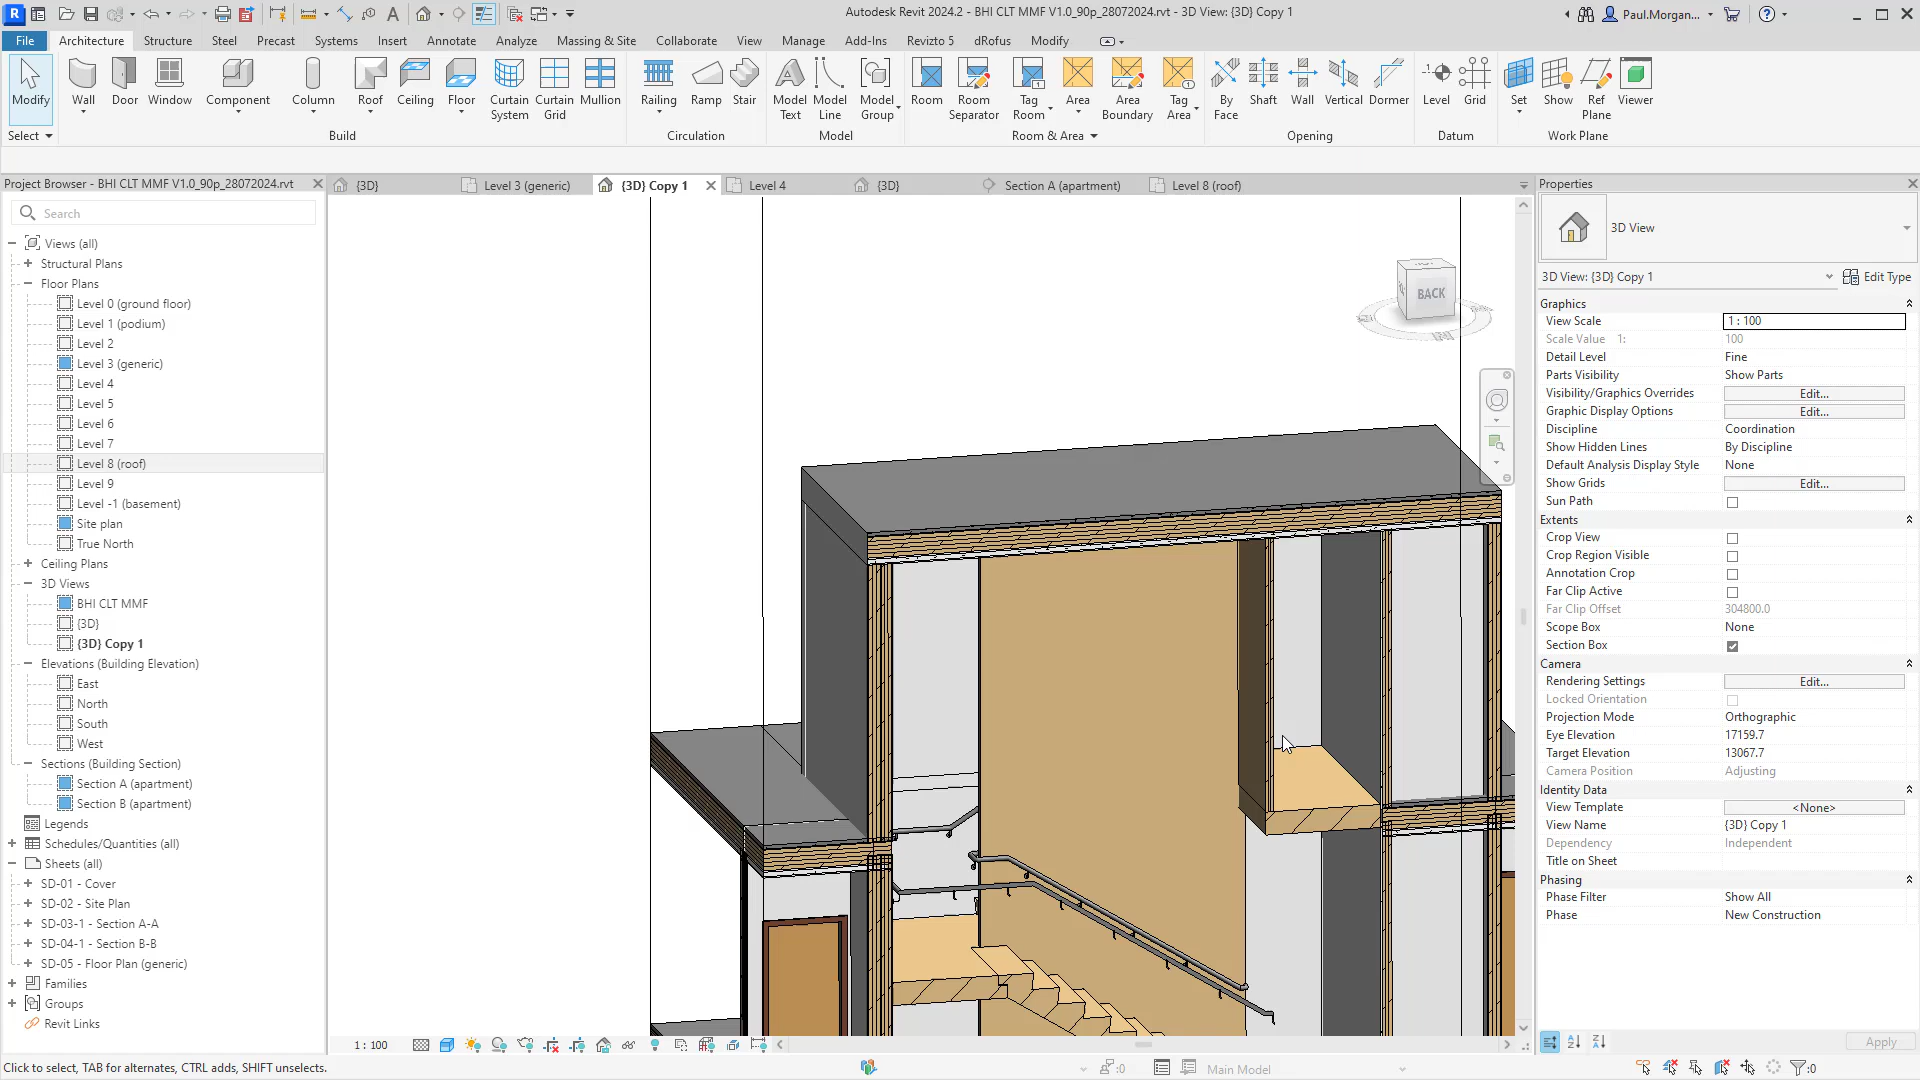 Autodesk Revit 2024.2 - BHI CLT MMF V1.0_90p_28072024.rvt - 3D View: {3D} Copy 1
Paul.Morgan...
File Architecture Structure Steel Precast Systems Insert Annotate Analyze Massing & Site Collaborate View Manage Add-Ins Revizto 5 dRofus Modify
Modify Wall Door Window Component Column Roof Ceiling Floor Curtain System Curtain Grid Mullion Railing Ramp Stair Model Text Model Line Model Group Room Room Separator Tag Room Area Area Boundary Tag Area By Face Shaft Wall Vertical Dormer Level Grid Set Show Ref Plane Viewer
Select Build Circulation Model Room & Area Opening Datum Work Plane
Project Browser - BHI CLT MMF V1.0_90p_28072024.rvt
{3D} Level 3 (generic) {3D} Copy 1 Level 4 {3D} Section A (apartment) Level 8 (roof)
Search
Views (all)
Structural Plans
Floor Plans
Level 0 (ground floor)
Level 1 (podium)
Level 2
Level 3 (generic)
Level 4
Level 5
Level 6
Level 7
Level 8 (roof)
Level 9
Level -1 (basement)
Site plan
True North
Ceiling Plans
3D Views
BHI CLT MMF
{3D}
{3D} Copy 1
Elevations (Building Elevation)
East
North
South
West
Sections (Building Section)
Section A (apartment)
Section B (apartment)
Legends
Schedules/Quantities (all)
Sheets (all)
SD-01 - Cover
SD-02 - Site Plan
SD-03-1 - Section A-A
SD-04-1 - Section B-B
SD-05 - Floor Plan (generic)
Families
Groups
Revit Links
BACK
Properties
3D View
3D View: {3D} Copy 1 Edit Type
Graphics
View Scale 1 : 100
Scale Value 1: 100
Detail Level Fine
Parts Visibility Show Parts
Visibility/Graphics Overrides Edit...
Graphic Display Options Edit...
Discipline Coordination
Show Hidden Lines By Discipline
Default Analysis Display Style None
Show Grids Edit...
Sun Path
Extents
Crop View
Crop Region Visible
Annotation Crop
Far Clip Active
Far Clip Offset 304800.0
Scope Box None
Section Box
Camera
Rendering Settings Edit...
Locked Orientation
Projection Mode Orthographic
Eye Elevation 17159.7
Target Elevation 13067.7
Camera Position Adjusting
Identity Data
View Template <None>
View Name {3D} Copy 1
Dependency Independent
Title on Sheet
Phasing
Phase Filter Show All
Phase New Construction
Apply
1 : 100
Click to select, TAB for alternates, CTRL adds, SHIFT unselects.
:0
Main Model
:0